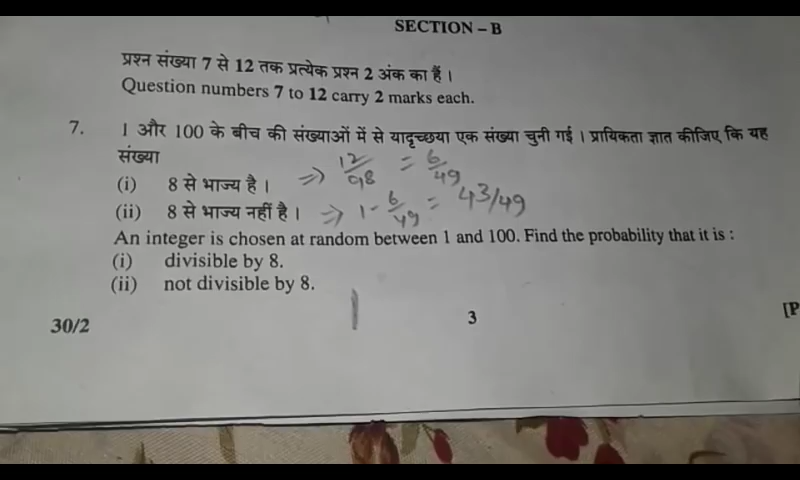 SECTION – B
प्रश्न संख्या 7 से 12 तक प्रत्येक प्रश्न 2 अंक का हैं ।
Question numbers 7 to 12 carry 2 marks each.
7. 1 और 100 के बीच की संख्याओं में से यादृच्छया एक संख्या चुनी गई । प्रायिकता ज्ञात कीजिए कि यह
संख्या
(i) 8 से भाज्य है । ⇒ 12/98 = 6/49
(ii) 8 से भाज्य नहीं है । ⇒ 1 - 6/49 = 43/49
An integer is chosen at random between 1 and 100. Find the probability that it is :
(i) divisible by 8.
(ii) not divisible by 8.
30/2 3 [P